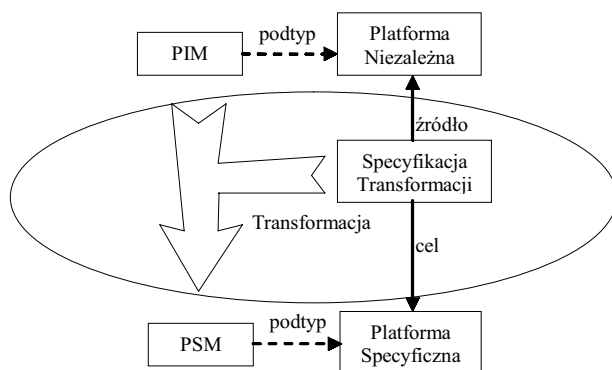 podtyp
PIM
Platforma
Niezależna
źródło
Specyfikacja
Transformacji
Transformacja
cel
podtyp
PSM
Platforma
Specyficzna